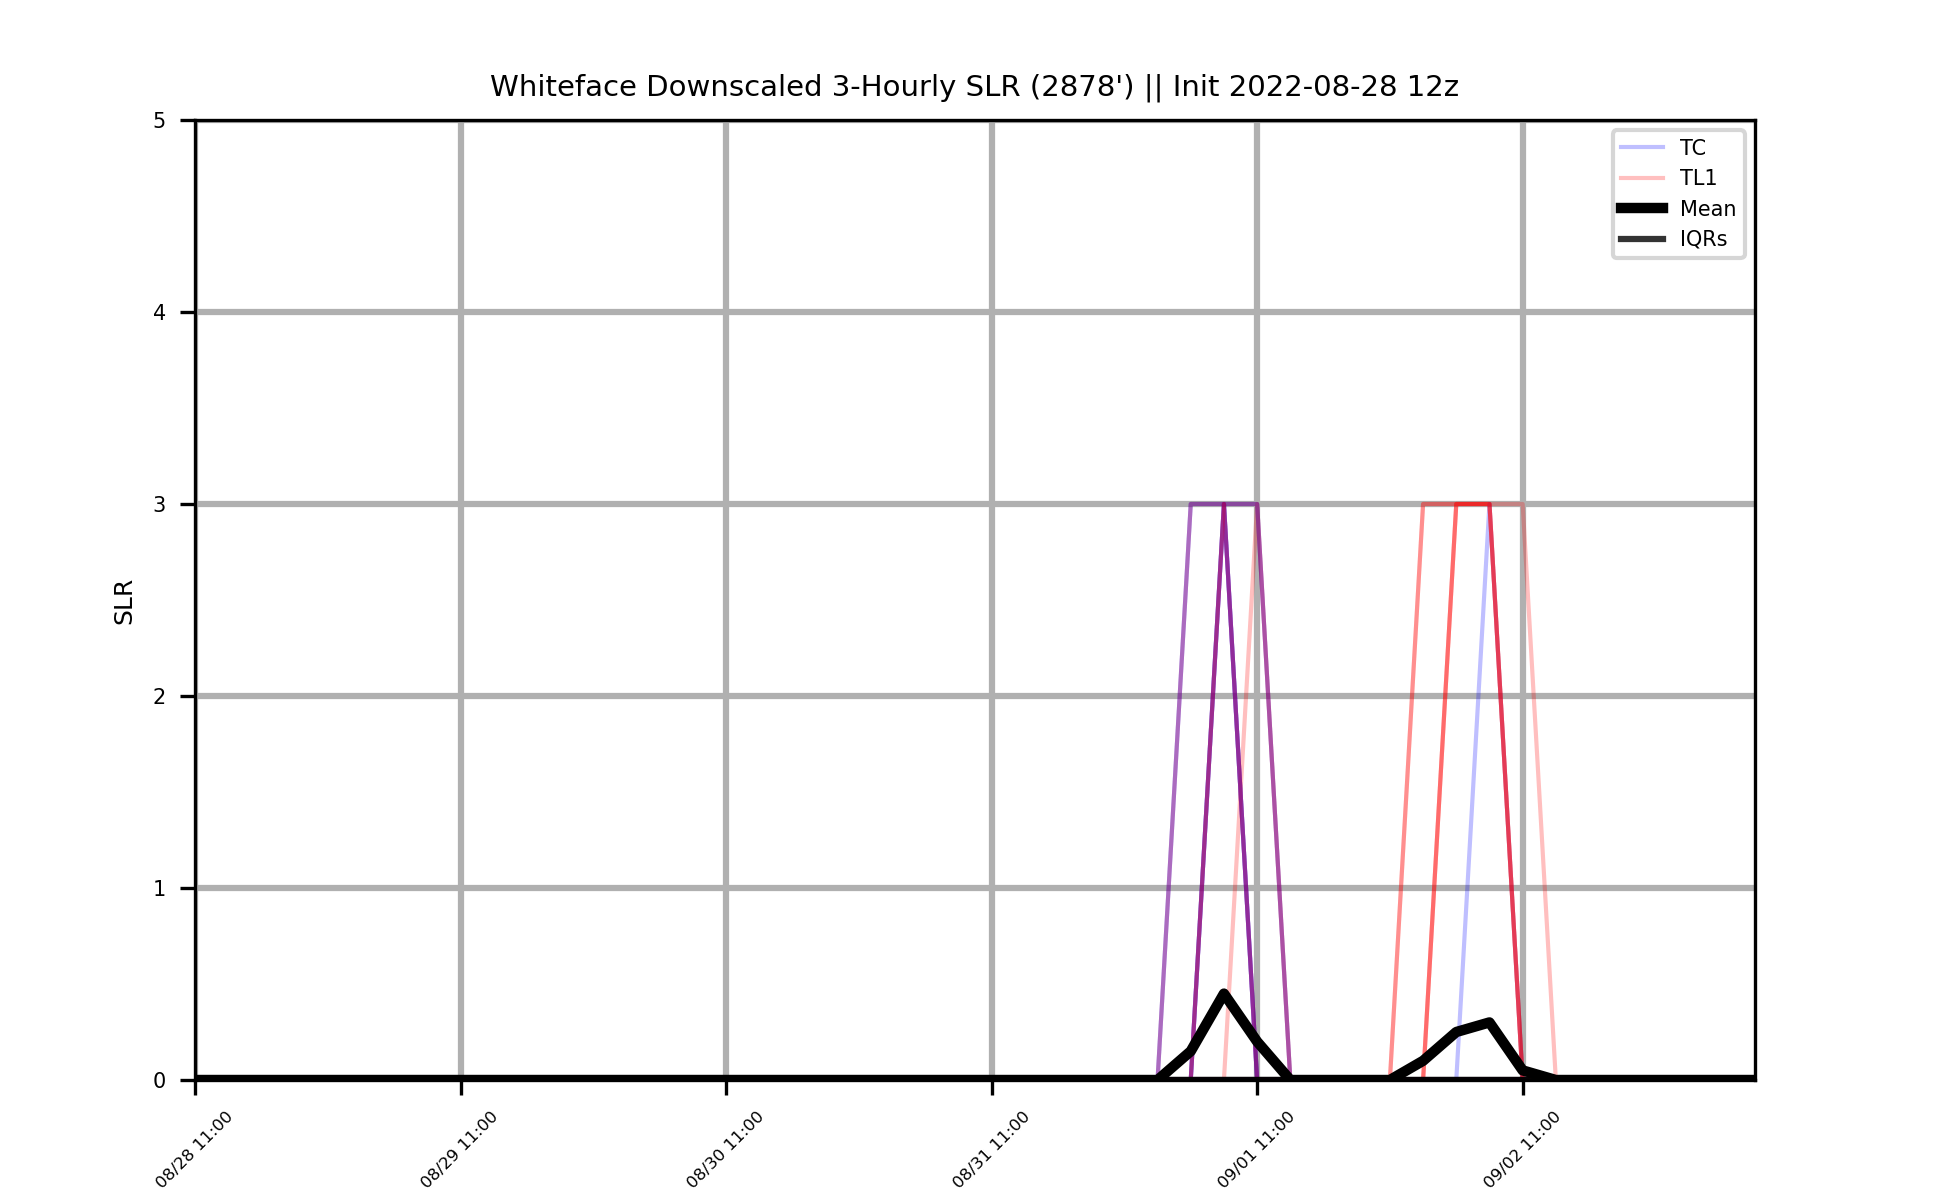 Whiteface Downscaled 3-Hourly SLR (2878') || Init 2022-08-28 12z
TC
TL1
Mean
IQRs
SLR
5
4
3
2
1
0
08/28 11:00
08/29 11:00
08/30 11:00
08/31 11:00
09/01 11:00
09/02 11:00